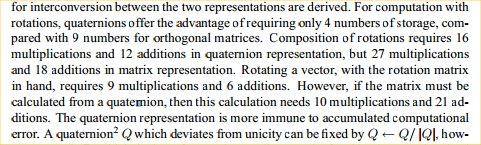 for interconversion between the two representations are derived. For computation with
rotations, quaternions offer the advantage of requiring only 4 numbers of storage, com-
pared with 9 numbers for orthogonal matrices. Composition of rotations requires 16
multiplications and 12 additions in quaternion representation, but 27 multiplications
and 18 additions in matrix representation. Rotating a vector, with the rotation matrix
in hand, requires 9 multiplications and 6 additions. However, if the matrix must be
calculated from a quaternion, then this calculation needs 10 multiplications and 21 ad-
ditions. The quaternion representation is more immune to accumulated computational
error. A quaternion² Q which deviates from unicity can be fixed by Q ← Q/ |Q|, how-